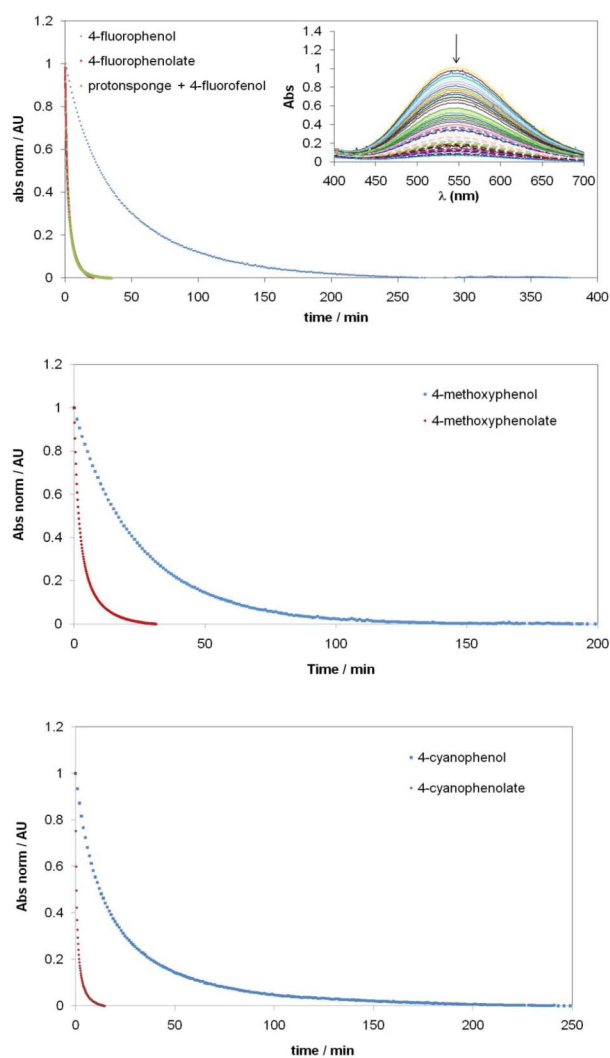 1.2
1
0.8
0.6
0.4
0.2
0
abs norm / AU
4-fluorophenol
4-fluorophenolate
protonsponge + 4-fluorofenol
1.4
1.2
1
0.8
0.6
0.4
0.2
0
Abs
400 450 500 550 600 650 700
λ (nm)
0 50 100 150 200 250 300 350 400
time / min
1.2
1
0.8
0.6
0.4
0.2
0
Abs norm / AU
4-methoxyphenol
4-methoxyphenolate
0 50 100 150 200
Time / min
1.2
1
0.8
0.6
0.4
0.2
0
Abs norm / AU
4-cyanophenol
4-cyanophenolate
0 50 100 150 200 250
time / min